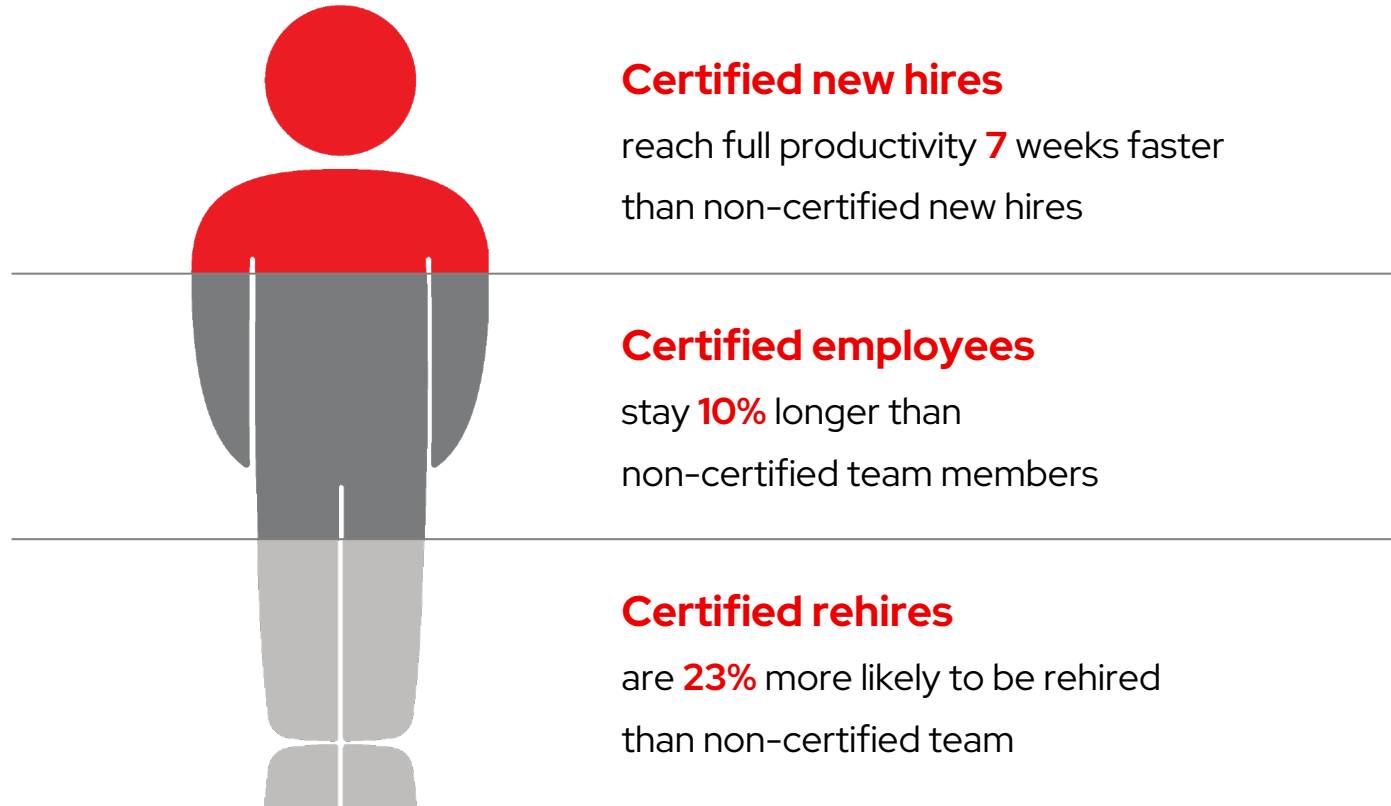 Certified new hires
reach full productivity 7 weeks faster
than non-certified new hires
Certified employees
stay 10% longer than
non-certified team members
Certified rehires
are 23% more likely to be rehired
than non-certified team